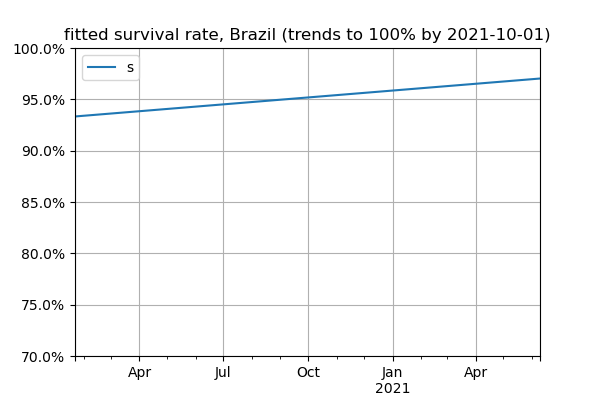 fitted survival rate, Brazil (trends to 100% by 2021-10-01)
100.0%
s
95.0%
90.0%
85.0%
80.0%
75.0%
70.0%
Apr Jul Oct Jan Apr
2021